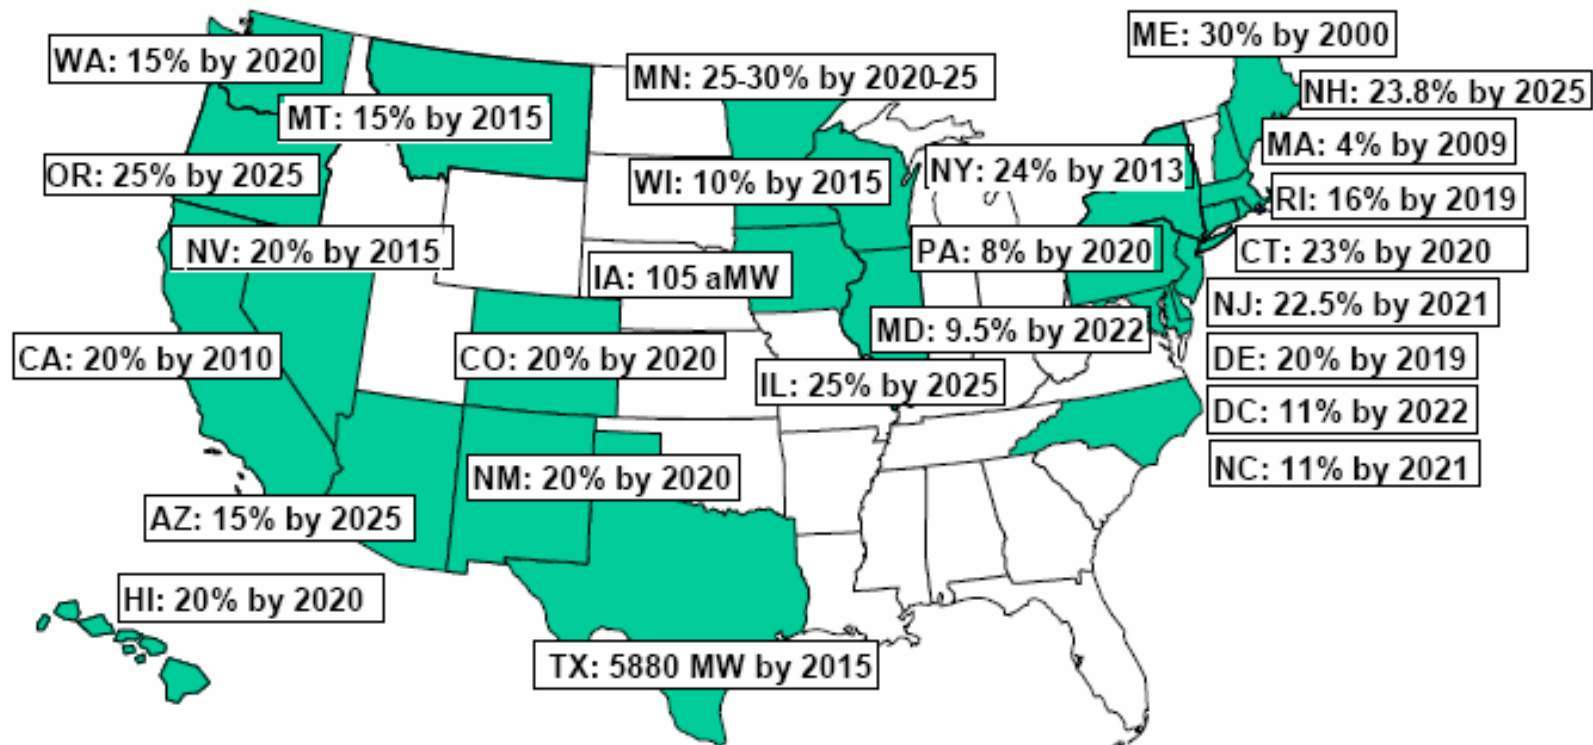 ME: 30% by 2000
WA: 15% by 2020
MN: 25-30% by 2020-25
NH: 23.8% by 2025
MT: 15% by 2015
MA: 4% by 2009
OR: 25% by 2025
WI: 10% by 2015
NY: 24% by 2013
RI: 16% by 2019
NV: 20% by 2015
IA: 105 aMW
PA: 8% by 2020
CT: 23% by 2020
NJ: 22.5% by 2021
CA: 20% by 2010
CO: 20% by 2020
MD: 9.5% by 2022
DE: 20% by 2019
IL: 25% by 2025
DC: 11% by 2022
NM: 20% by 2020
NC: 11% by 2021
AZ: 15% by 2025
HI: 20% by 2020
TX: 5880 MW by 2015